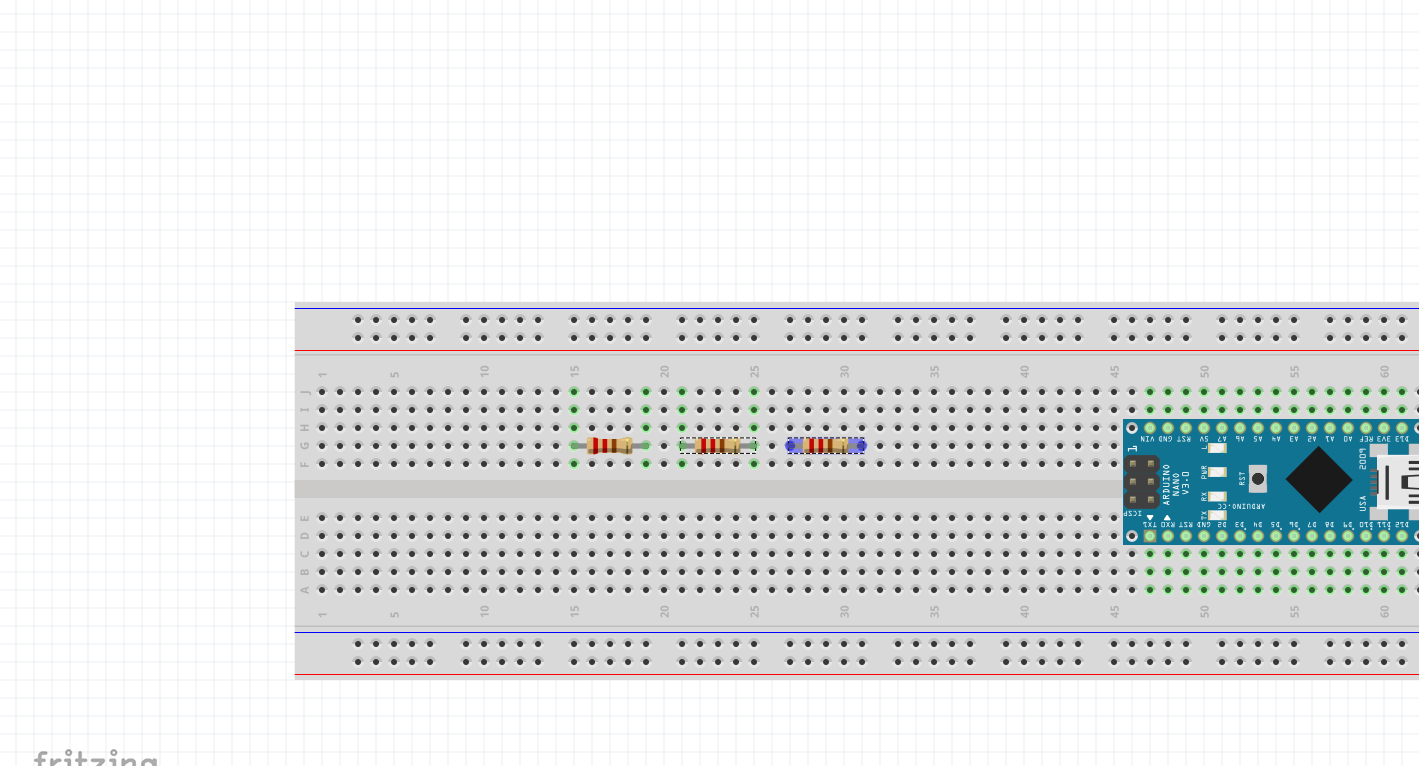 1 5 10 15 20 25 30 35 40 45 50 55 60
J
I
H
G
F
VIN GND RST 5V A7 A6 A5 A4 A3 A2 A1 A0 REF 3V3 D13
1
L
PWR
RX
TX
RST
ARDUINO
NANO
V3.0
ICSP
ARDUINO.CC
USA
TX1 RX0 RST GND D2 D3 D4 D5 D6 D7 D8 D9 D10 D11 D12
E
D
C
B
A
1 5 10 15 20 25 30 35 40 45 50 55 60
fritzing